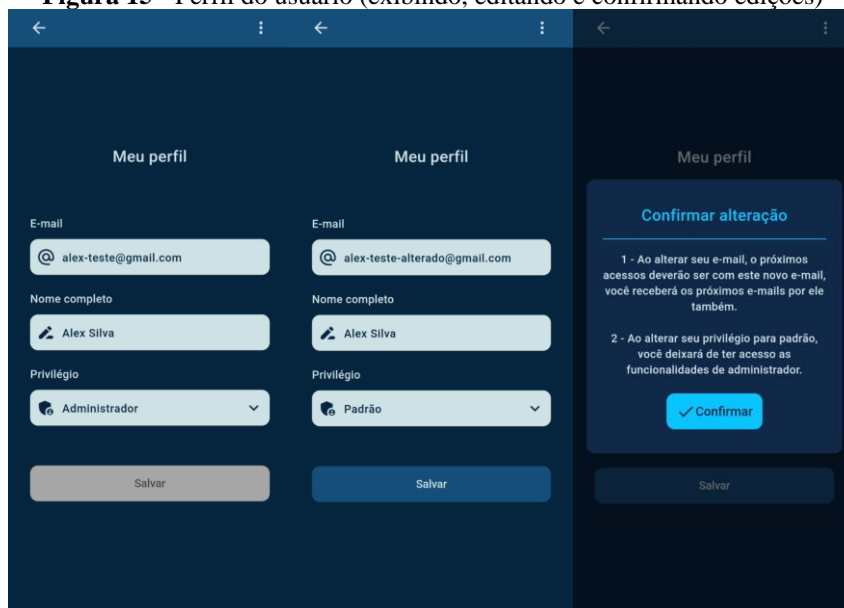 Figura 15 - Perfil do usuário (exibindo, editando e confirmando edições)
Meu perfil
E-mail
alex-teste@gmail.com
Nome completo
Alex Silva
Privilégio
Administrador
Salvar
Meu perfil
E-mail
alex-teste-alterado@gmail.com
Nome completo
Alex Silva
Privilégio
Padrão
Salvar
Meu perfil
Confirmar alteração
1 - Ao alterar seu e-mail, o próximos
acessos deverão ser com este novo e-mail,
você receberá os próximos e-mails por ele
também.
2 - Ao alterar seu privilégio para padrão,
você deixará de ter acesso as
funcionalidades de administrador.
Confirmar
Salvar